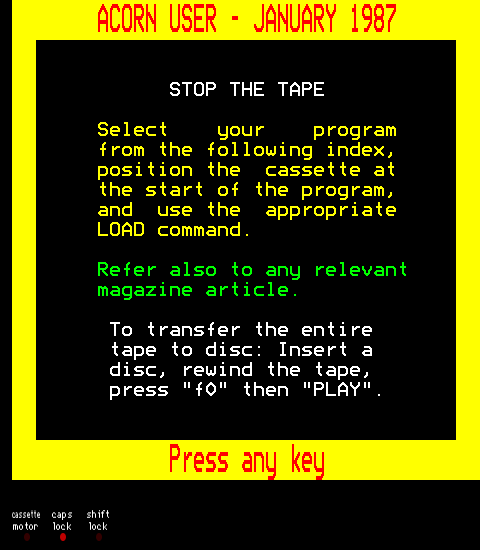 ACORN USER - JANUARY 1987
STOP THE TAPE
Select your program
from the following index,
position the cassette at
the start of the program,
and use the appropriate
LOAD command.
Refer also to any relevant
magazine article.
To transfer the entire
tape to disc: Insert a
disc, rewind the tape,
press "f0" then "PLAY".
Press any key
cassette caps shift
motor lock lock